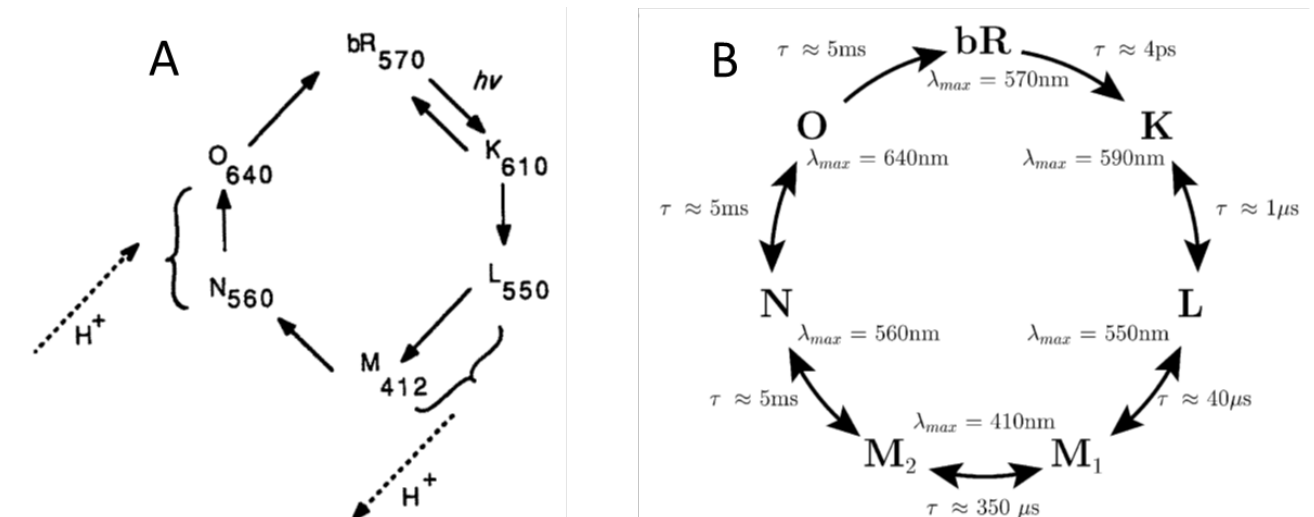 A
bR570
hν
K610
L550
M412
N560
O640
H+
H+
B
bR
λmax = 570nm
τ ≈ 4ps
K
λmax = 590nm
τ ≈ 1μs
L
λmax = 550nm
τ ≈ 40μs
M1
λmax = 410nm
τ ≈ 350 μs
M2
τ ≈ 5ms
N
λmax = 560nm
τ ≈ 5ms
O
λmax = 640nm
τ ≈ 5ms